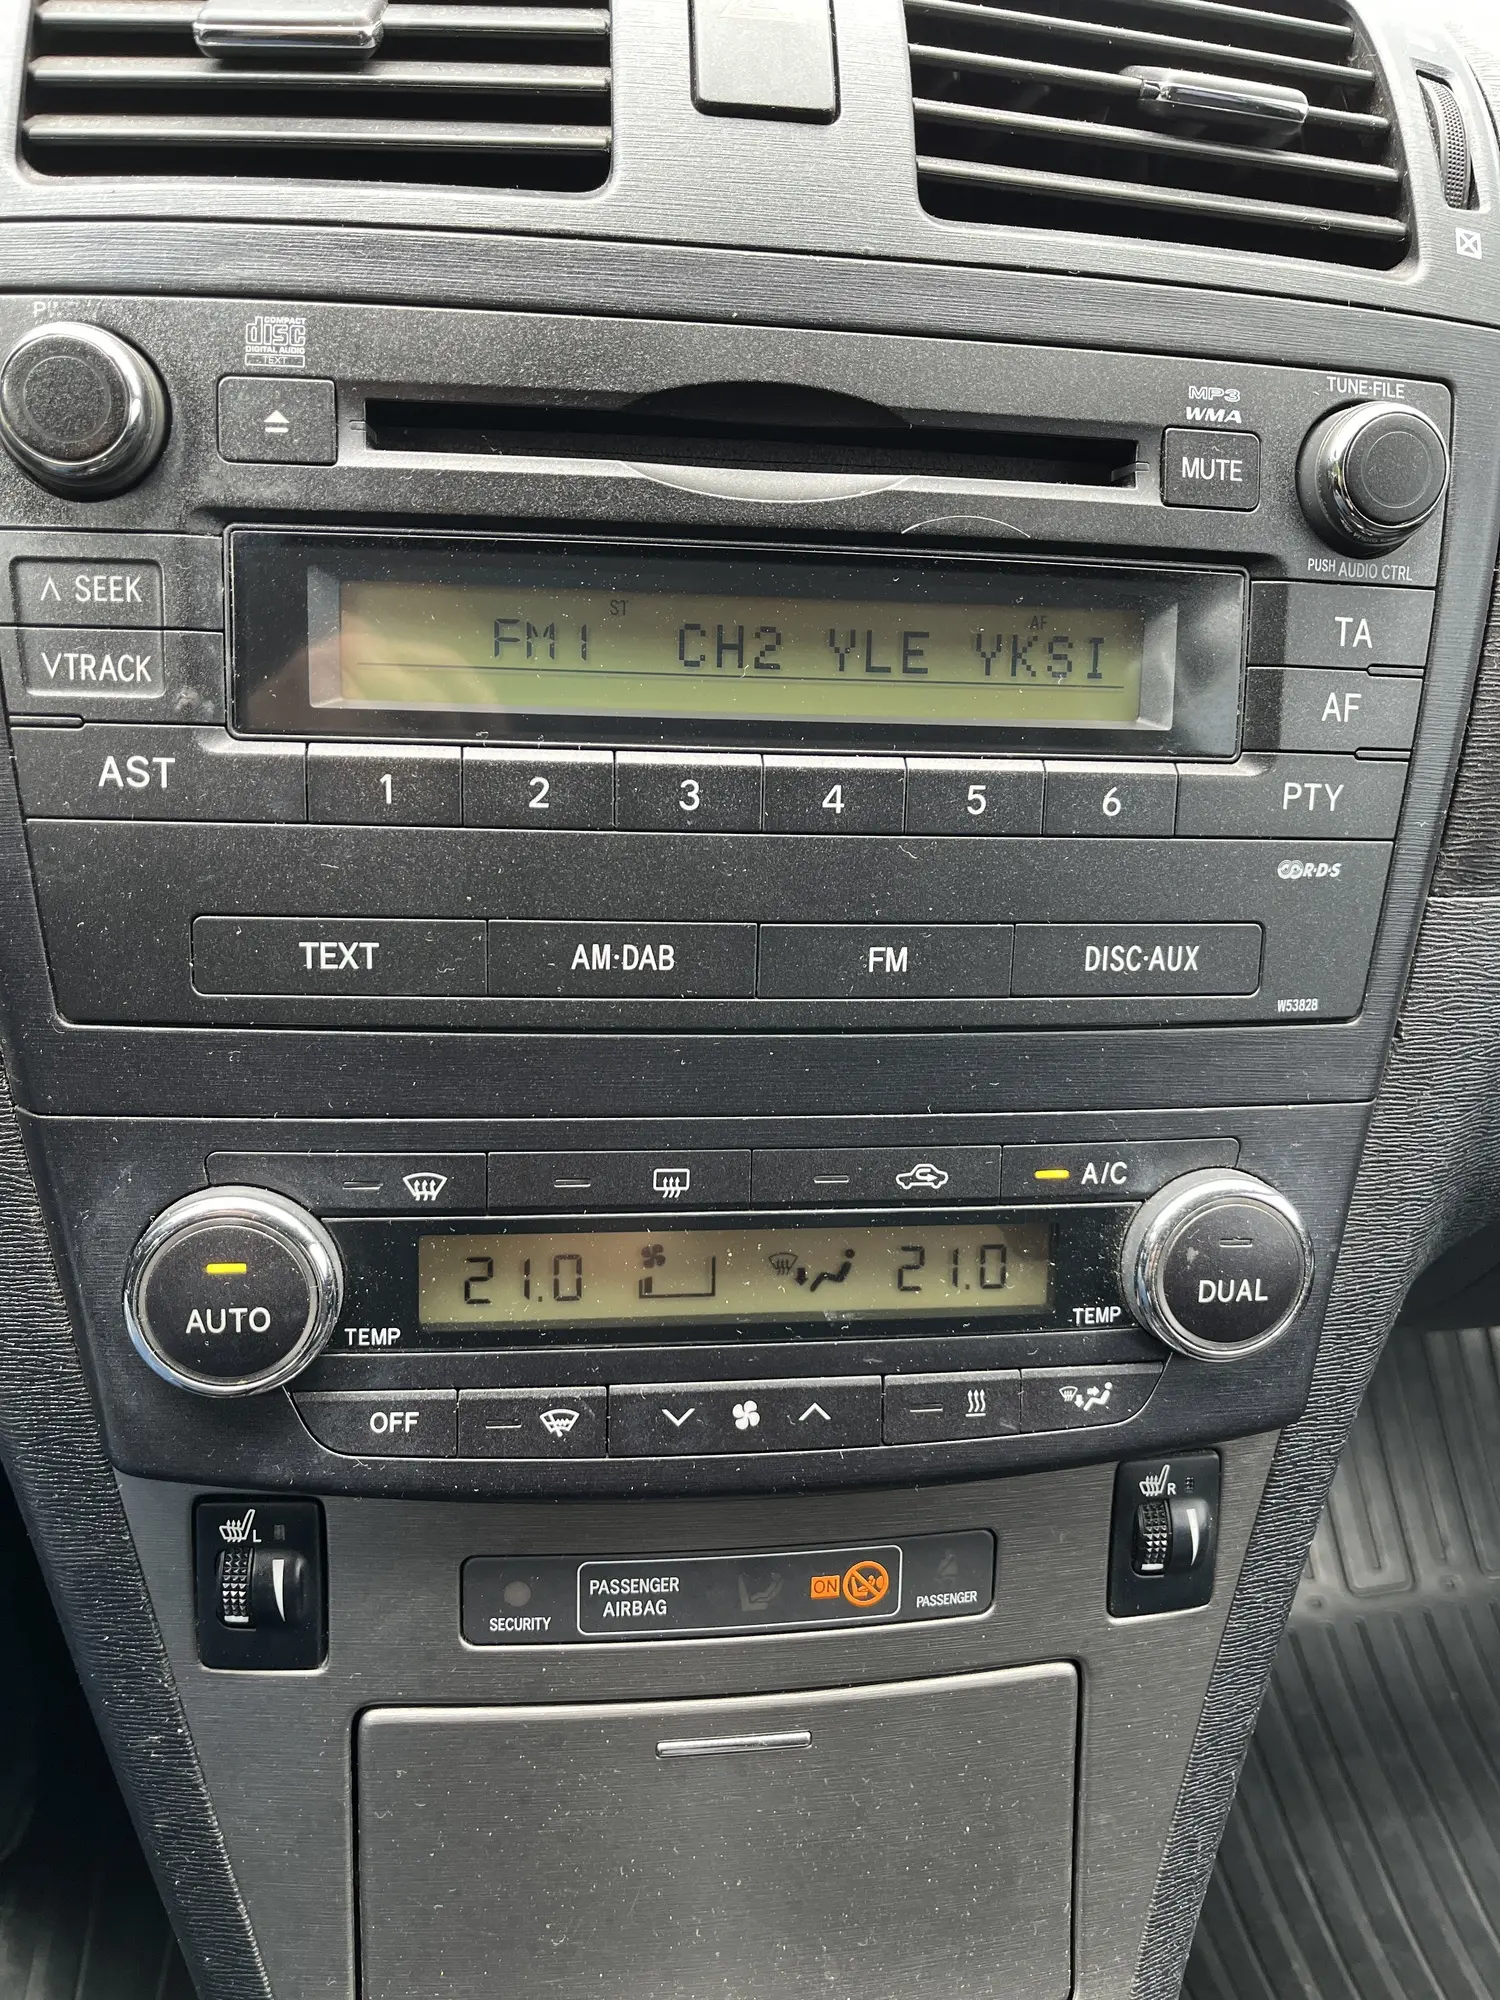 COMPACT
disc
DIGITAL AUDIO
TEXT
MP3
WMA
TUNE·FILE
MUTE
PUSH AUDIO CTRL
∧ SEEK
∨ TRACK
ST
AF
FM1 CH2 YLE YKSI
TA
AF
AST 1 2 3 4 5 6 PTY
R·D·S
TEXT AM·DAB FM DISC·AUX
W53828
A/C
AUTO
TEMP
21.0 21.0
TEMP
DUAL
OFF
L
R
SECURITY
PASSENGER
AIRBAG
ON
PASSENGER